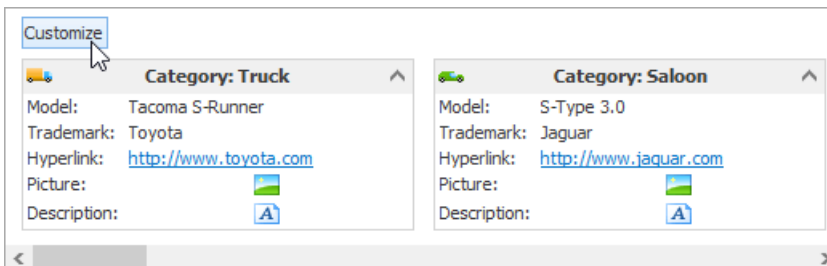 Customize
Category: Truck
Model: Tacoma S-Runner
Trademark: Toyota
Hyperlink: http://www.toyota.com
Picture:
Description: A
Category: Saloon
Model: S-Type 3.0
Trademark: Jaguar
Hyperlink: http://www.jaguar.com
Picture:
Description: A